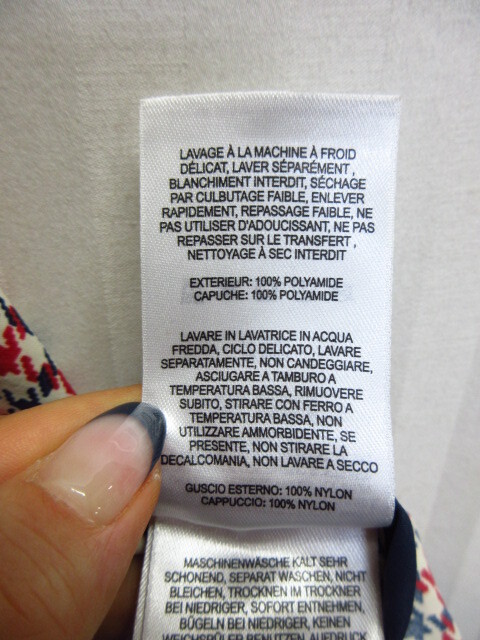 LAVAGE À LA MACHINE À FROID
DÉLICAT, LAVER SÉPARÉMENT ,
BLANCHIMENT INTERDIT, SÉCHAGE
PAR CULBUTAGE FAIBLE, ENLEVER
RAPIDEMENT, REPASSAGE FAIBLE, NE
PAS UTILISER D'ADOUCISSANT, NE PAS
REPASSER SUR LE TRANSFERT ,
NETTOYAGE À SEC INTERDIT
EXTERIEUR: 100% POLYAMIDE
CAPUCHE: 100% POLYAMIDE
LAVARE IN LAVATRICE IN ACQUA
FREDDA, CICLO DELICATO, LAVARE
SEPARATAMENTE, NON CANDEGGIARE,
ASCIUGARE A TAMBURO A
TEMPERATURA BASSA, RIMUOVERE
SUBITO, STIRARE CON FERRO A
TEMPERATURA BASSA, NON
UTILIZZARE AMMORBIDENTE, SE
PRESENTE, NON STIRARE LA
DECALCOMANIA, NON LAVARE A SECCO
GUSCIO ESTERNO: 100% NYLON
CAPPUCCIO: 100% NYLON
MASCHINENWÄSCHE KALT SEHR
SCHONEND, SEPARAT WASCHEN, NICHT
BLEICHEN, TROCKNEN IM TROCKNER
BEI NIEDRIGER, SOFORT ENTNEHMEN,
BÜGELN BEI NIEDRIGER, KEINEN
WEICHSPÜLER BENUTZEN, AUFDRUCK